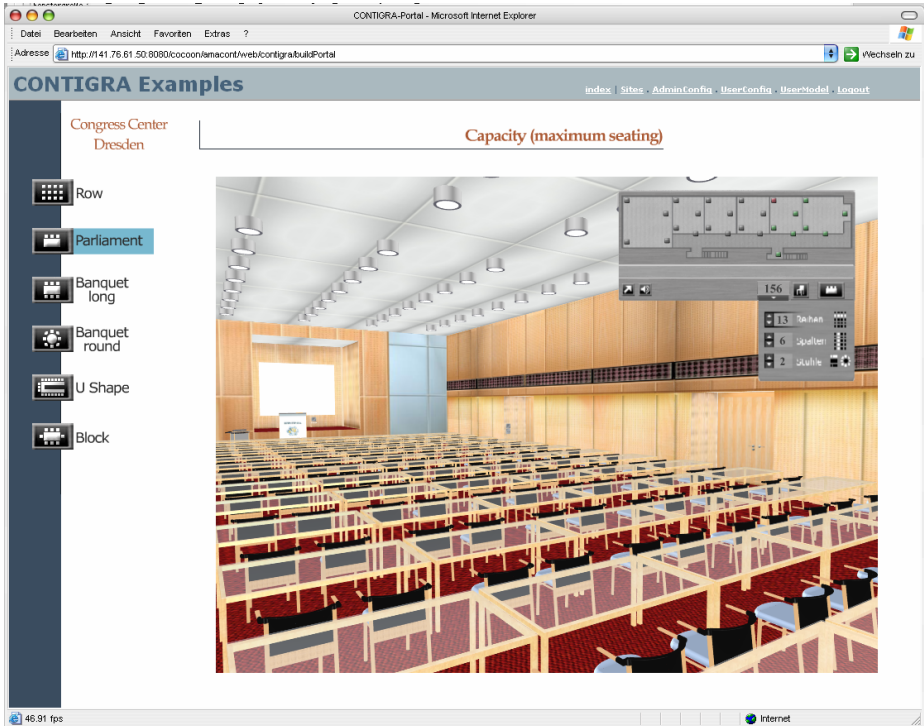 CONTIGRA-Portal - Microsoft Internet Explorer
Datei Bearbeiten Ansicht Favoriten Extras ?
Adresse http://141.76.61.50:8080/cocoon/amacont/web/contigra/buildPortal Wechseln zu
CONTIGRA Examples
index | Sites . AdminConfig . UserConfig . UserModel . Logout
Congress Center
Dresden
Capacity (maximum seating)
Row
Parliament
Banquet
long
Banquet
round
U Shape
Block
156
13 Reihen
6 Spalten
2 Stühle
46.91 fps
Internet